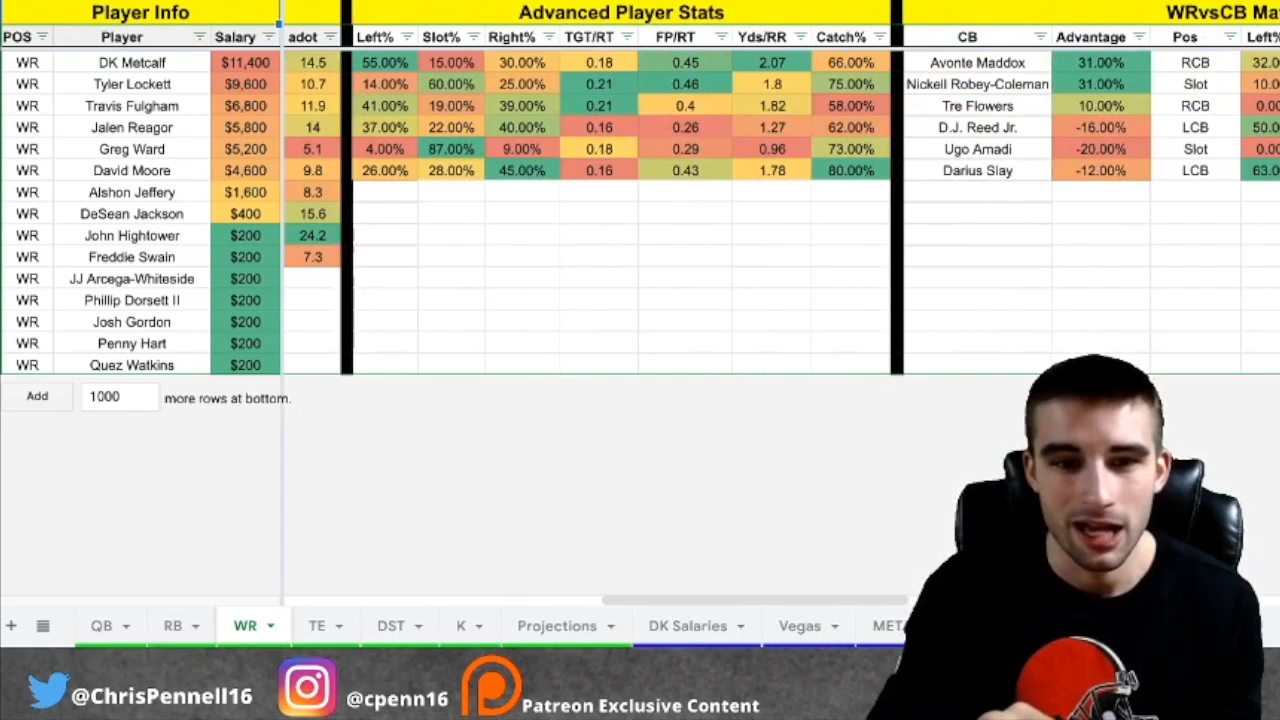 Player Info Advanced Player Stats WRvsCB Ma
POS Player Salary adot Left% Slot% Right% TGT/RT FP/RT Yds/RR Catch% CB Advantage Pos Left%
WR DK Metcalf $11,400 14.5 55.00% 15.00% 30.00% 0.18 0.45 2.07 66.00% Avonte Maddox 31.00% RCB 32.0
WR Tyler Lockett $9,600 10.7 14.00% 60.00% 25.00% 0.21 0.46 1.8 75.00% Nickell Robey-Coleman 31.00% Slot 10.0
WR Travis Fulgham $6,800 11.9 41.00% 19.00% 39.00% 0.21 0.4 1.82 58.00% Tre Flowers 10.00% RCB 0.00
WR Jalen Reagor $5,800 14 37.00% 22.00% 40.00% 0.16 0.26 1.27 62.00% D.J. Reed Jr. -16.00% LCB 50.0
WR Greg Ward $5,200 5.1 4.00% 87.00% 9.00% 0.18 0.29 0.96 73.00% Ugo Amadi -20.00% Slot 0.00
WR David Moore $4,600 9.8 26.00% 28.00% 45.00% 0.16 0.43 1.78 80.00% Darius Slay -12.00% LCB 63.0
WR Alshon Jeffery $1,600 8.3
WR DeSean Jackson $400 15.6
WR John Hightower $200 24.2
WR Freddie Swain $200 7.3
WR JJ Arcega-Whiteside $200
WR Phillip Dorsett II $200
WR Josh Gordon $200
WR Penny Hart $200
WR Quez Watkins $200
Add 1000 more rows at bottom.
+ QB RB WR TE DST K Projections DK Salaries Vegas META
@ChrisPennell16 @cpenn16 Patreon Exclusive Content